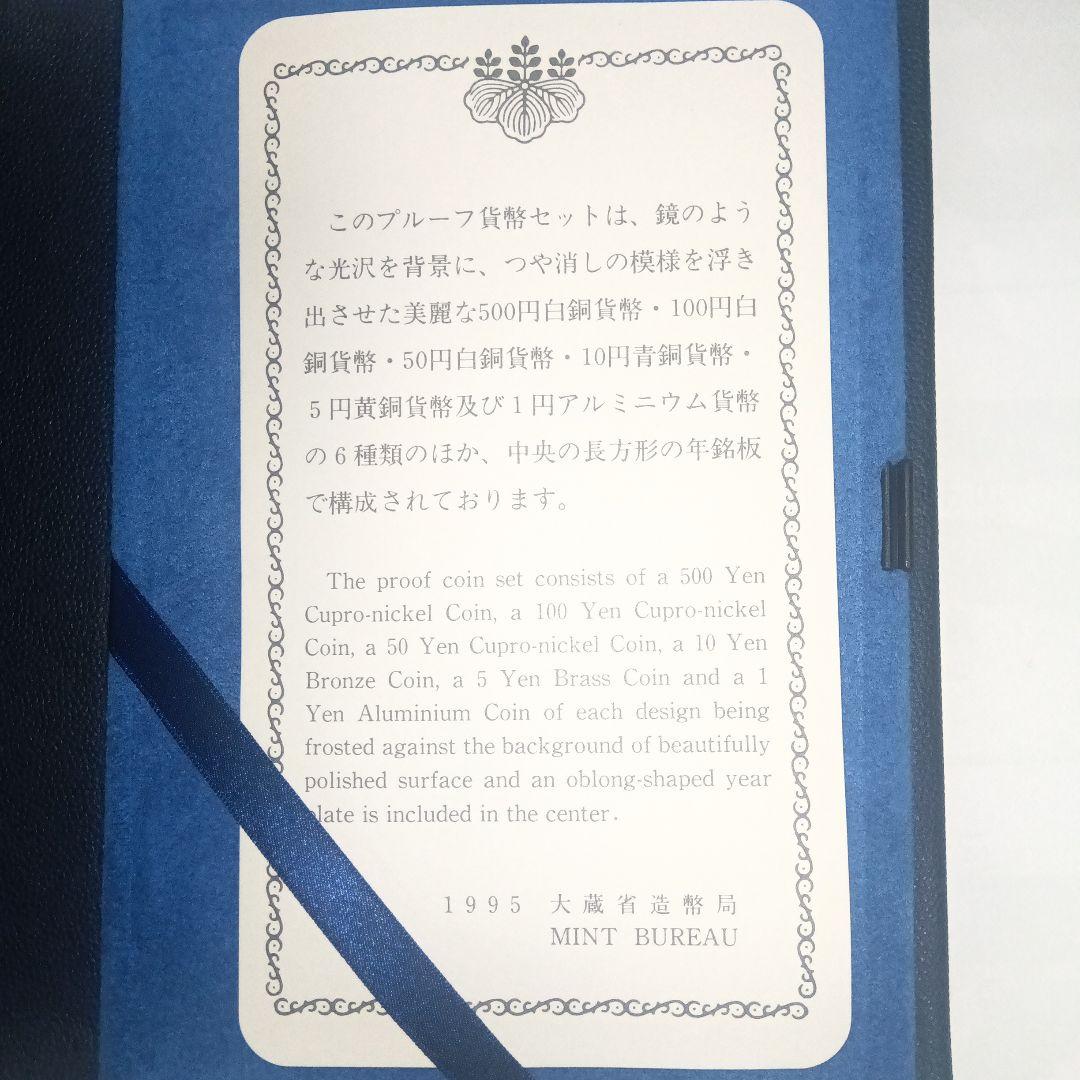 このプルーフ貨幣セットは、鏡のよう
な光沢を背景に、つや消しの模様を浮き
出させた美麗な500円白銅貨幣・100円白
銅貨幣・50円白銅貨幣・10円青銅貨幣・
5円黄銅貨幣及び1円アルミニウム貨幣
の6種類のほか、中央の長方形の年銘板
で構成されております。
The proof coin set consists of a 500 Yen
Cupro-nickel Coin, a 100 Yen Cupro-nickel
Coin, a 50 Yen Cupro-nickel Coin, a 10 Yen
Bronze Coin, a 5 Yen Brass Coin and a 1
Yen Aluminium Coin of each design being
frosted against the background of beautifully
polished surface and an oblong-shaped year
plate is included in the center.
1995 大蔵省造幣局
MINT BUREAU